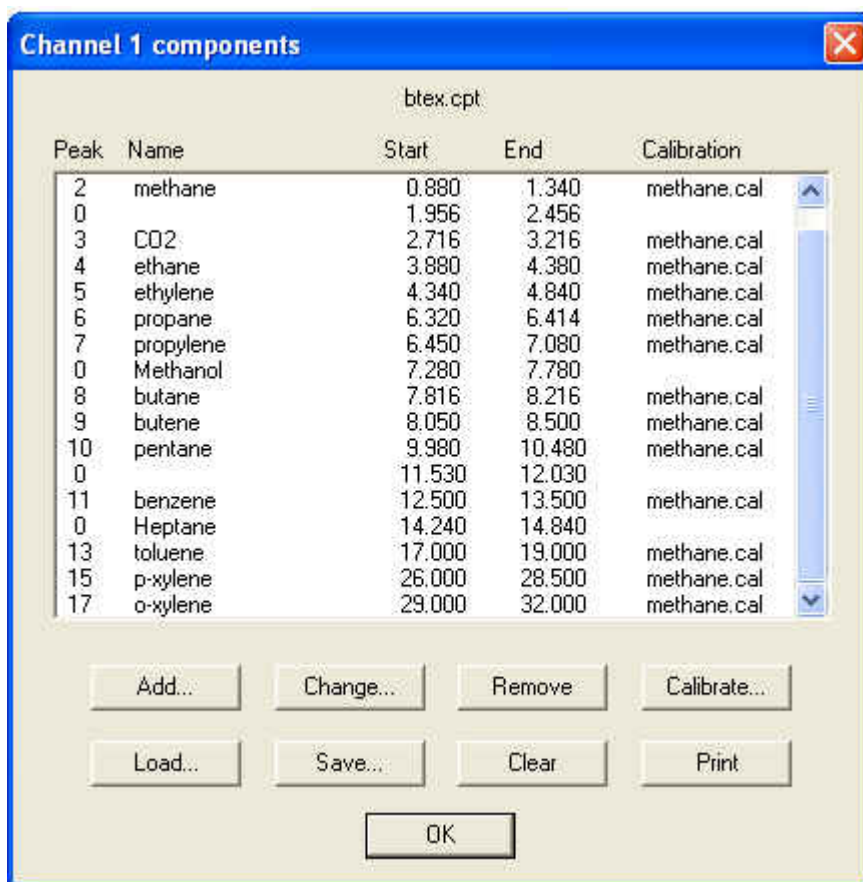 Channel 1 components
btex.cpt
Peak Name Start End Calibration
2 methane 0.880 1.340 methane.cal
0 1.956 2.456
3 CO2 2.716 3.216 methane.cal
4 ethane 3.880 4.380 methane.cal
5 ethylene 4.340 4.840 methane.cal
6 propane 6.320 6.414 methane.cal
7 propylene 6.450 7.080 methane.cal
0 Methanol 7.280 7.780
8 butane 7.816 8.216 methane.cal
9 butene 8.050 8.500 methane.cal
10 pentane 9.980 10.480 methane.cal
0 11.530 12.030
11 benzene 12.500 13.500 methane.cal
0 Heptane 14.240 14.840
13 toluene 17.000 19.000 methane.cal
15 p-xylene 26.000 28.500 methane.cal
17 o-xylene 29.000 32.000 methane.cal
Add... Change... Remove Calibrate...
Load... Save... Clear Print
OK